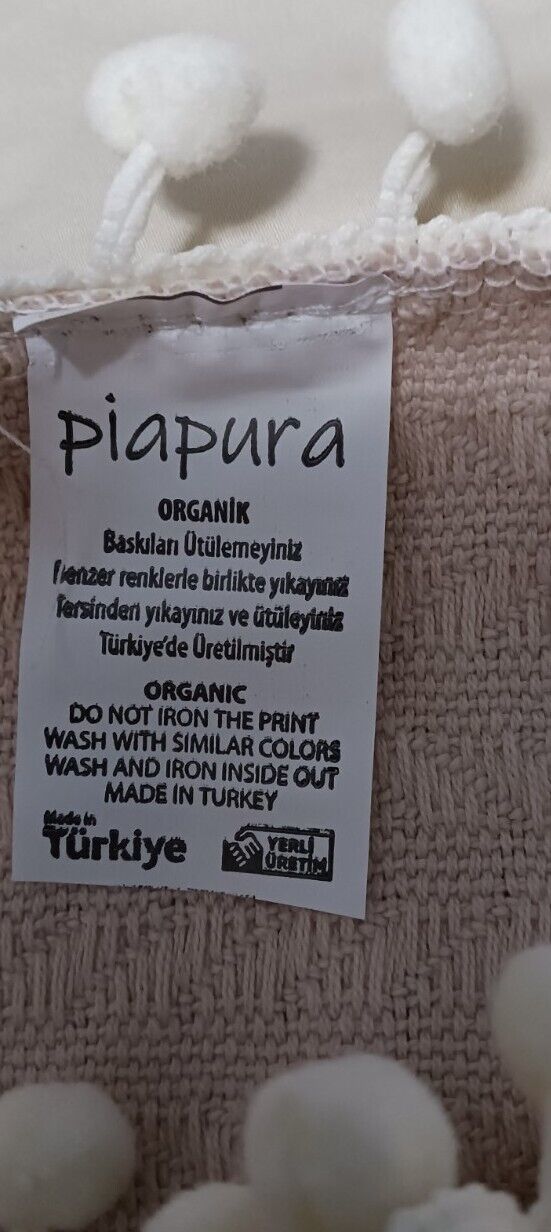 piapura
ORGANİK
Baskıları Ütülemeyiniz
Benzer renklerle birlikte yıkayınız
Tersinden yıkayınız ve ütüleyiniz
Türkiye'de Üretilmiştir
ORGANIC
DO NOT IRON THE PRINT
WASH WITH SIMILAR COLORS
WASH AND IRON INSIDE OUT
MADE IN TURKEY
Made in
Türkiye
YERLİ
ÜRETİM